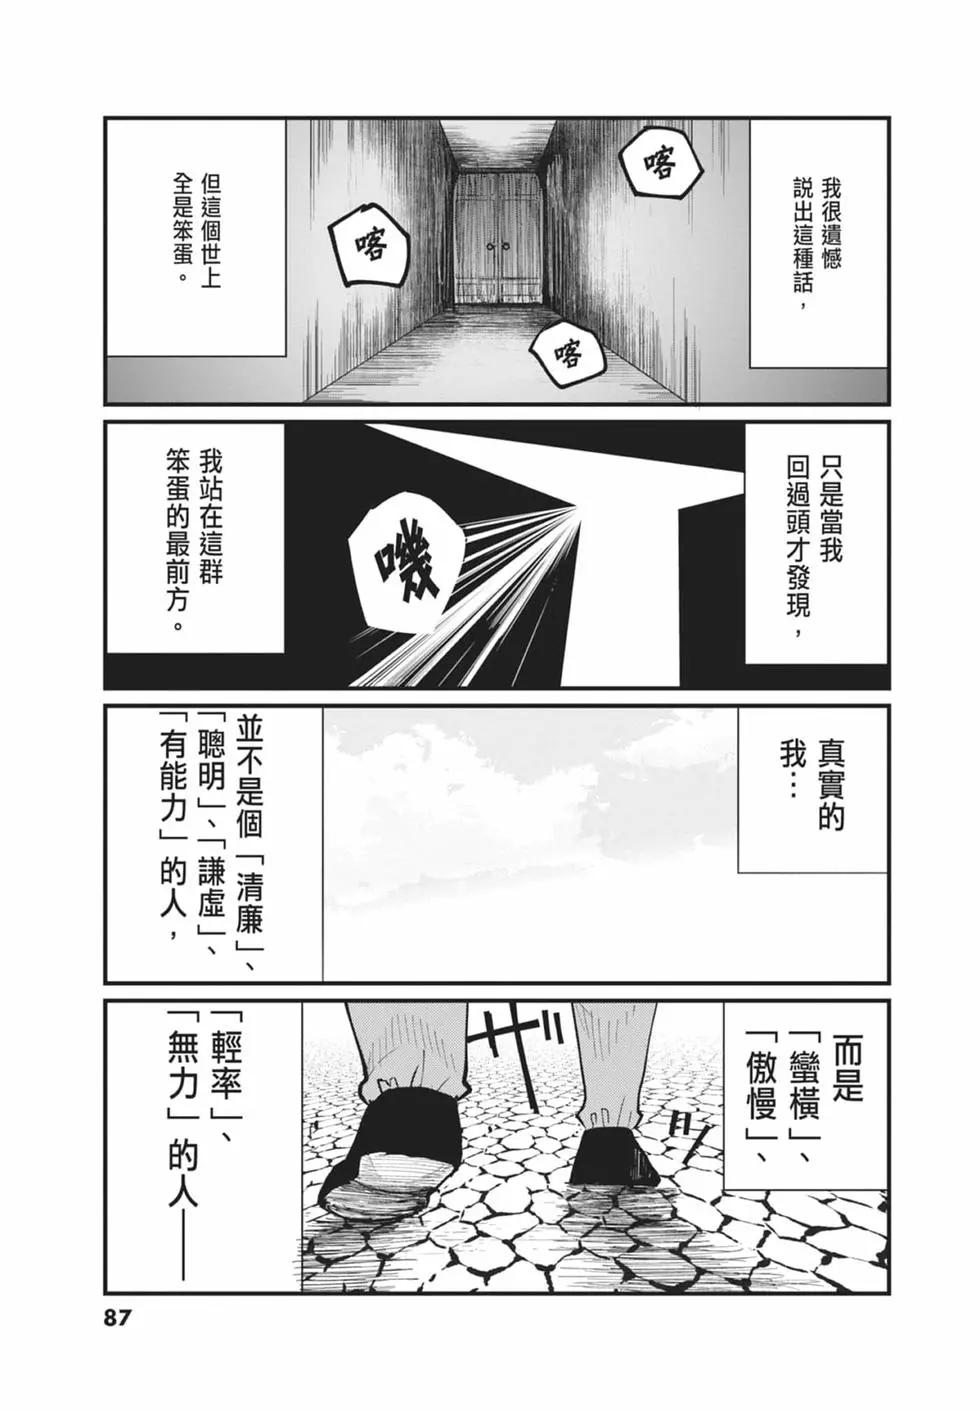 我很遺憾
說出這種話，
喀
喀
喀
但這個世上
全是笨蛋。
只是當我
回過頭才發現，
嘰
我站在這群
笨蛋的最前方。
真實的
我…
並不是個「清廉」、
「聰明」、「謙虛」、
「有能力」的人，
而是
「蠻橫」、
「傲慢」、
「輕率」、
「無力」的人——
87